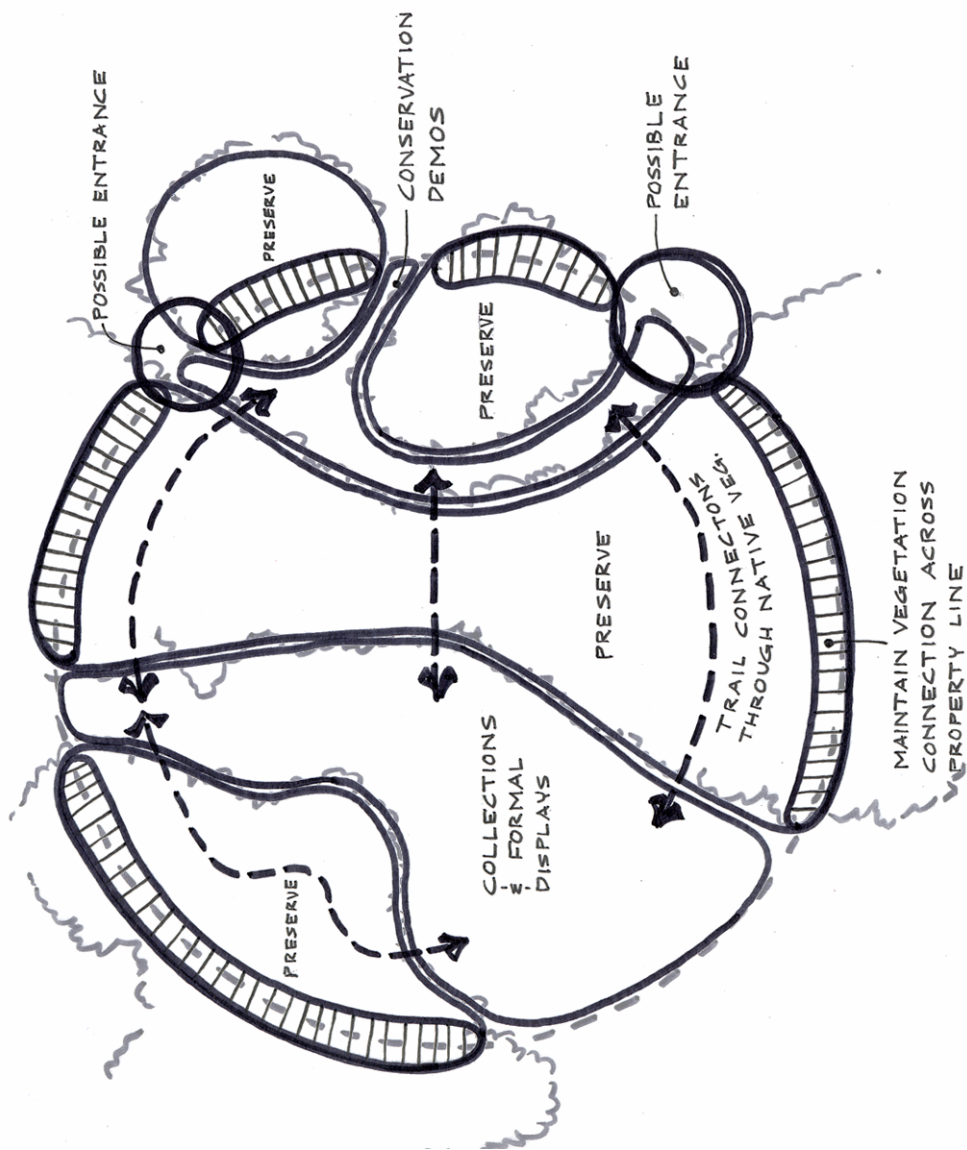 POSSIBLE ENTRANCE
PRESERVE
PRESERVE
CONSERVATION
DEMOS
PRESERVE
COLLECTIONS
& FORMAL
DISPLAYS
PRESERVE
POSSIBLE
ENTRANCE
TRAIL CONNECTONS
THROUGH NATIVE VEG.
MAINTAIN VEGETATION
CONNECTION ACROSS
PROPERTY LINE